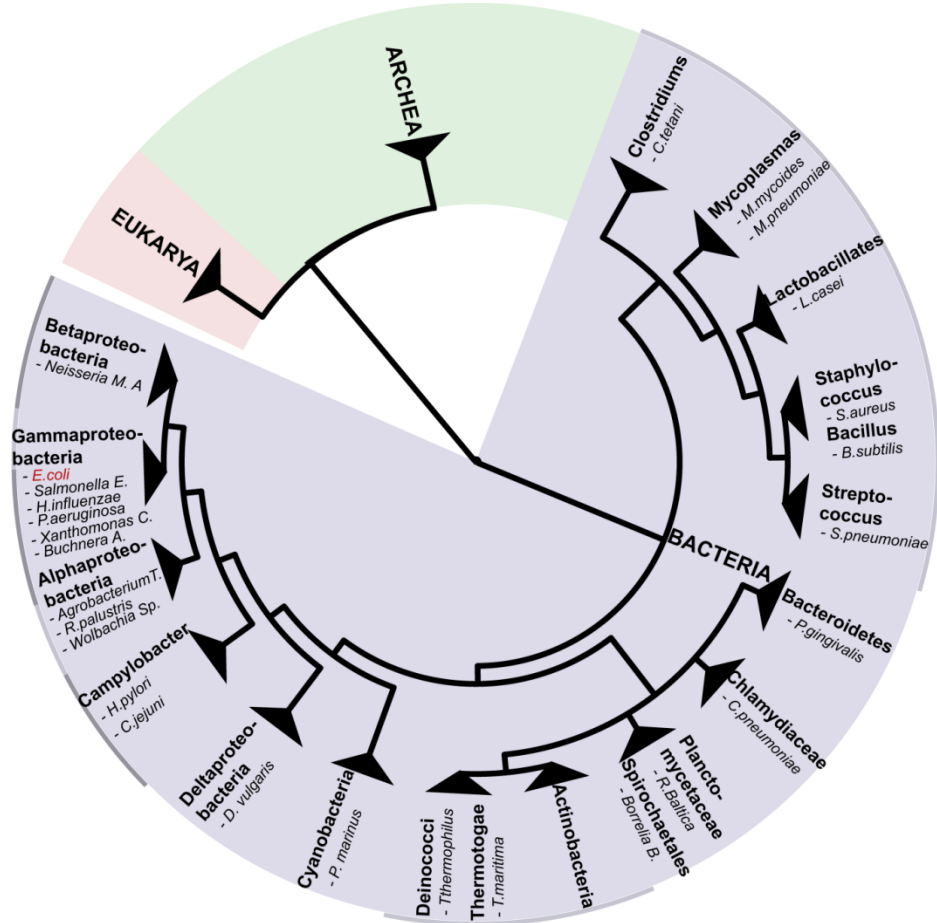 ARCHEA
EUKARYA
Clostridiums
- C.tetani
Mycoplasmas
- M.mycoides
- M.pneumoniae
Lactobacillates
- L.casei
Staphylo-
coccus
- S.aureus
Bacillus
- B.subtilis
Strepto-
coccus
- S.pneumoniae
BACTERIA
Bacteroidetes
- P.gingivalis
Chlamydiaceae
- C.pneumoniae
Plancto-
mycetaceae
- R.Baltica
Spirochaetales
- Borrelia B.
Actinobacteria
Thermotogae
- T.maritima
Deinococci
- Tthermophilus
Cyanobacteria
- P. marinus
Deltaproteo-
bacteria
- D. vulgaris
Campylobacter
- H.pylori
- C.jejuni
Alphaproteo-
bacteria
- AgrobacteriumT.
- R.palustris
- Wolbachia Sp.
Gammaproteo-
bacteria
- E.coli
- Salmonella E.
- H.influenzae
- P.aeruginosa
- Xanthomonas C.
- Buchnera A.
Betaproteo-
bacteria
- Neisseria M. A